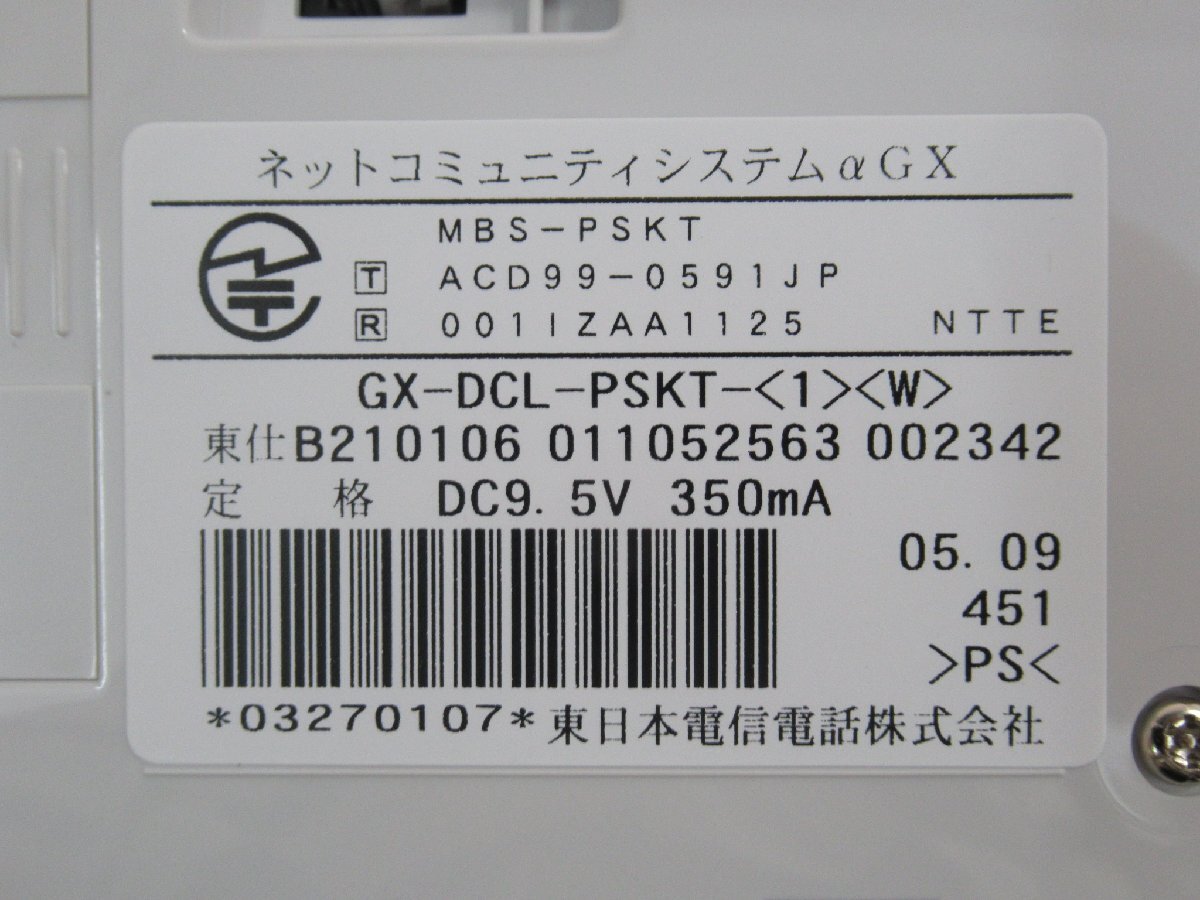 ネットコミュニティシステムαGX
MBS-PSKT
T ACD99-0591JP
R 001IZAA1125 NTTE
GX-DCL-PSKT-<1><W>
東仕B210106 011052563 002342
定 格 DC9.5V 350mA
05.09
451
>PS<
*03270107* 東日本電信電話株式会社